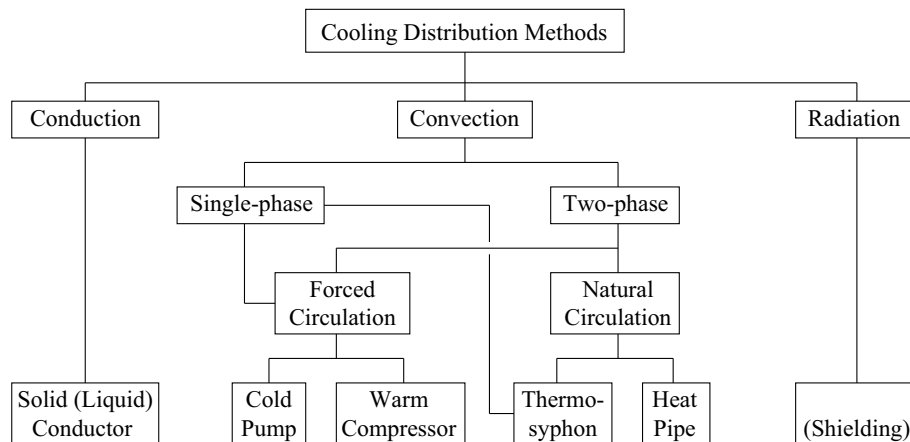 Cooling Distribution Methods
Conduction
Convection
Radiation
Single-phase
Two-phase
Forced
Circulation
Natural
Circulation
Solid (Liquid)
Conductor
Cold
Pump
Warm
Compressor
Thermo-
syphon
Heat
Pipe
(Shielding)